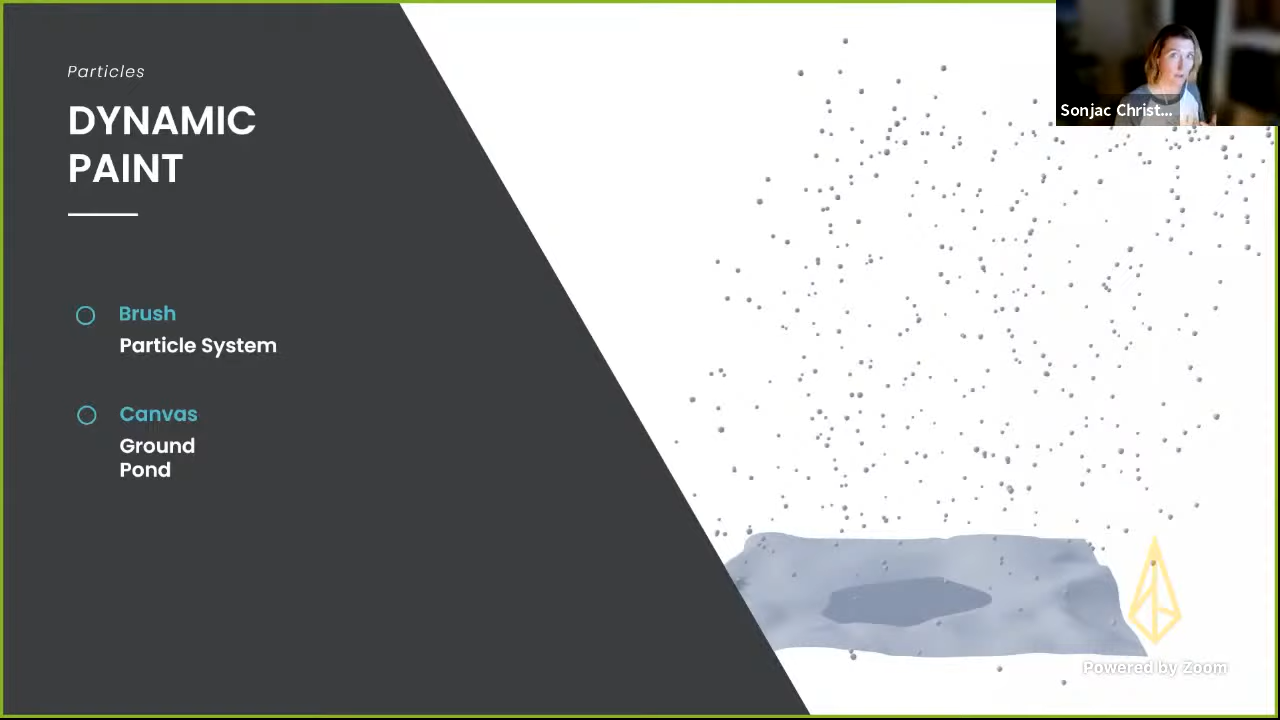 Particles
DYNAMIC
PAINT
Brush
Particle System
Canvas
Ground
Pond
Sonjac Christ...
Powered by Zoom